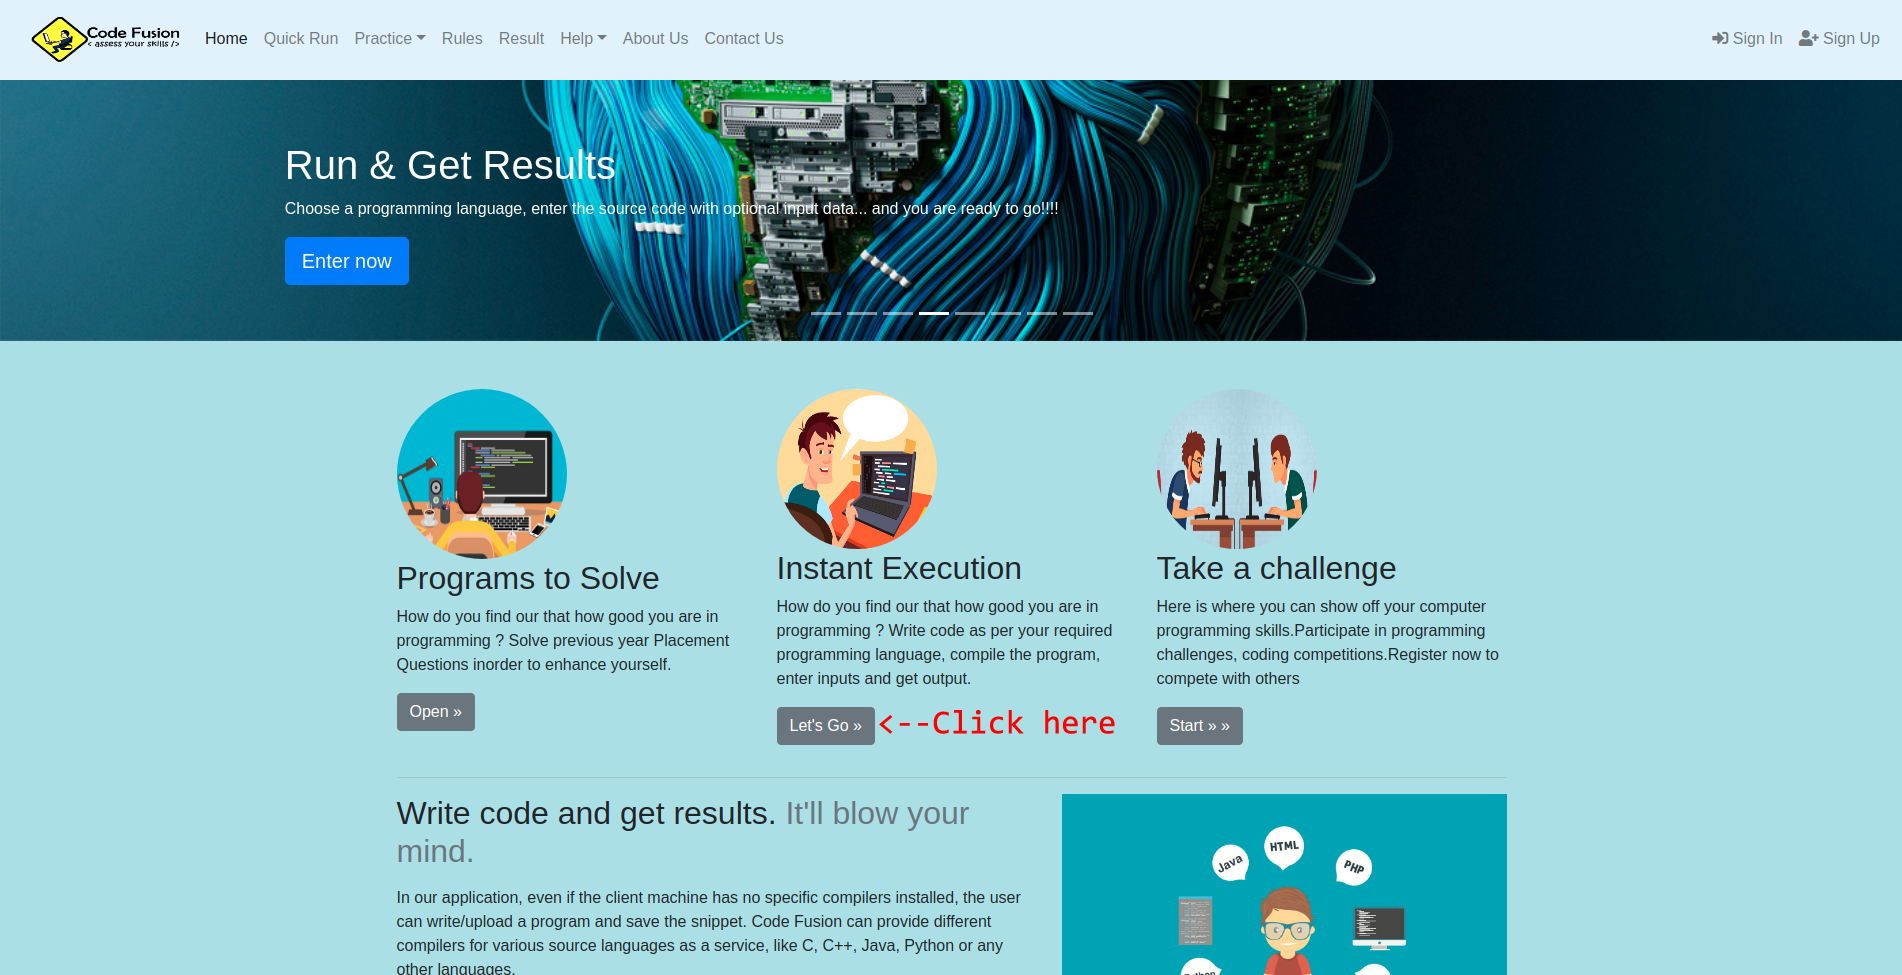 Code Fusion
< assess your skills />
Home Quick Run Practice Rules Result Help About Us Contact Us Sign In Sign Up
Run & Get Results
Choose a programming language, enter the source code with optional input data... and you are ready to go!!!!
Enter now
Programs to Solve
How do you find our that how good you are in
programming ? Solve previous year Placement
Questions inorder to enhance yourself.
Open »
Instant Execution
How do you find our that how good you are in
programming ? Write code as per your required
programming language, compile the program,
enter inputs and get output.
Let's Go »
<--Click here
Take a challenge
Here is where you can show off your computer
programming skills.Participate in programming
challenges, coding competitions.Register now to
compete with others
Start » »
Write code and get results. It'll blow your
mind.
In our application, even if the client machine has no specific compilers installed, the user
can write/upload a program and save the snippet. Code Fusion can provide different
compilers for various source languages as a service, like C, C++, Java, Python or any
other languages.
Java
HTML
PHP
Python